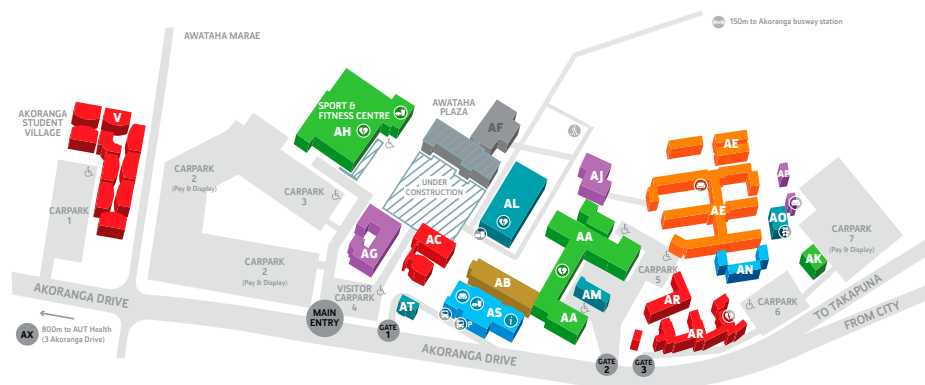 150m to Akoranga busway station
AWATAHA MARAE
AKORANGA
STUDENT
VILLAGE
V
SPORT &
FITNESS CENTRE
AH
AWATAHA
PLAZA
AF
AE
CARPARK
2
(Pay & Display)
CARPARK
3
UNDER
CONSTRUCTION
AL
AJ
AE
AP
AO
CARPARK
1
AG
AC
AA
CARPARK
7
(Pay & Display)
CARPARK
2
(Pay & Display)
VISITOR
CARPARK
4
AB
AM
CARPARK
5
AN
AK
AKORANGA DRIVE
AT
AS
AA
AR
AR
CARPARK
6
TO TAKAPUNA
FROM CITY
MAIN
ENTRY
GATE
1
P
AX
800m to AUT Health
(3 Akoranga Drive)
AKORANGA DRIVE
GATE
2
GATE
3